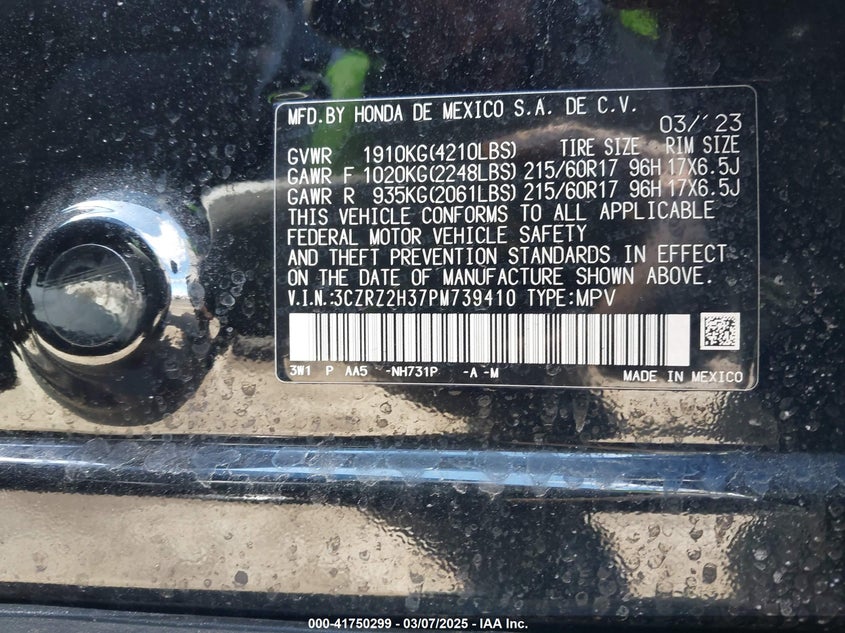 MFD.BY HONDA DE MEXICO S.A. DE C.V.
03/'23
GVWR 1910KG(4210LBS) TIRE SIZE RIM SIZE
GAWR F 1020KG(2248LBS) 215/60R17 96H 17X6.5J
GAWR R 935KG(2061LBS) 215/60R17 96H 17X6.5J
THIS VEHICLE CONFORMS TO ALL APPLICABLE
FEDERAL MOTOR VEHICLE SAFETY
AND THEFT PREVENTION STANDARDS IN EFFECT
ON THE DATE OF MANUFACTURE SHOWN ABOVE.
V.I.N.:3CZRZ2H37PM739410 TYPE:MPV
3W1 P AA5 -NH731P -A -M MADE IN MEXICO
000-41750299 - 03/07/2025 - IAA Inc.